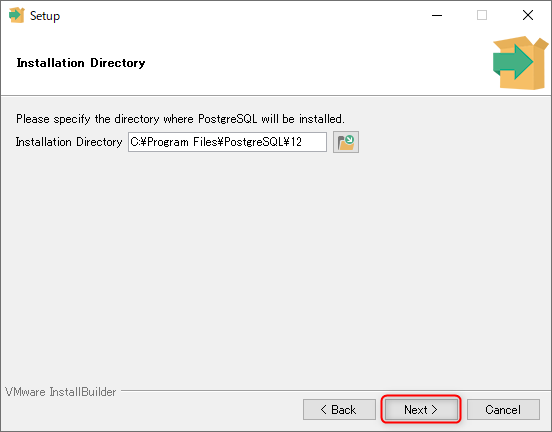 Setup
Installation Directory
Please specify the directory where PostgreSQL will be installed.
Installation Directory C:¥Program Files¥PostgreSQL¥12
VMware InstallBuilder
< Back Next > Cancel